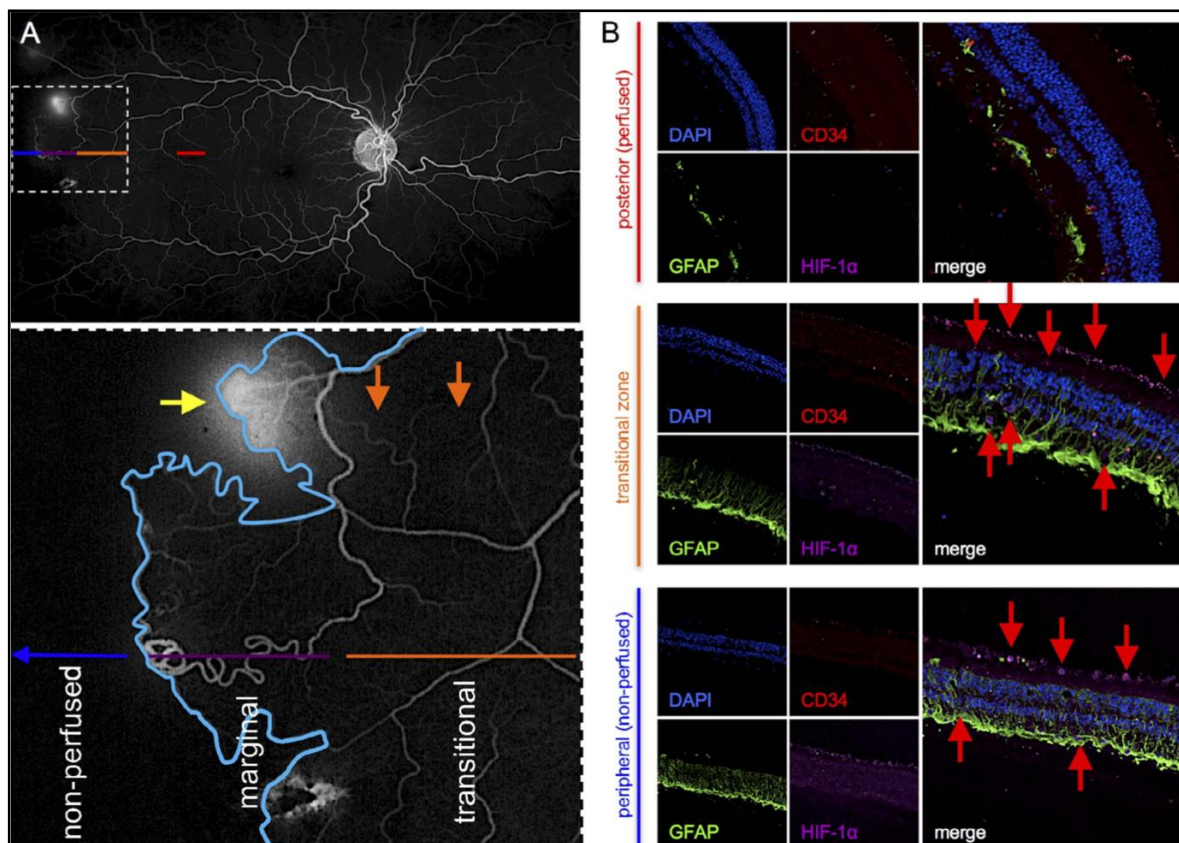 A
non-perfused
marginal
transitional
B
posterior (perfused)
DAPI
CD34
GFAP
HIF-1α
merge
transitional zone
DAPI
CD34
GFAP
HIF-1α
merge
peripheral (non-perfused)
DAPI
CD34
GFAP
HIF-1α
merge